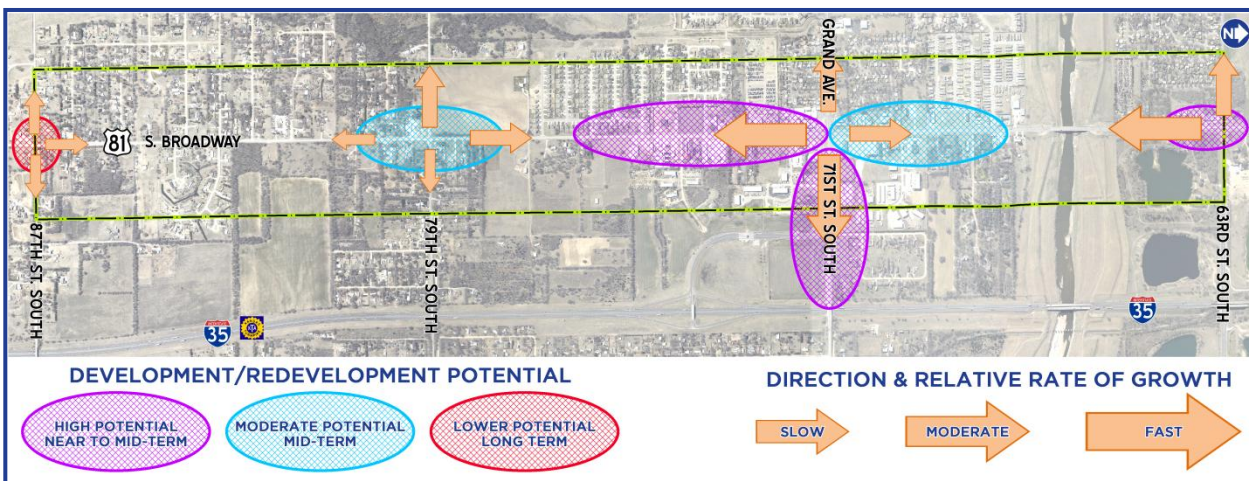 N
GRAND AVE.
81
S. BROADWAY
71ST ST. SOUTH
87TH ST. SOUTH
79TH ST. SOUTH
63RD ST. SOUTH
35
35
DEVELOPMENT/REDEVELOPMENT POTENTIAL
HIGH POTENTIAL
NEAR TO MID-TERM
MODERATE POTENTIAL
MID-TERM
LOWER POTENTIAL
LONG TERM
DIRECTION & RELATIVE RATE OF GROWTH
SLOW
MODERATE
FAST